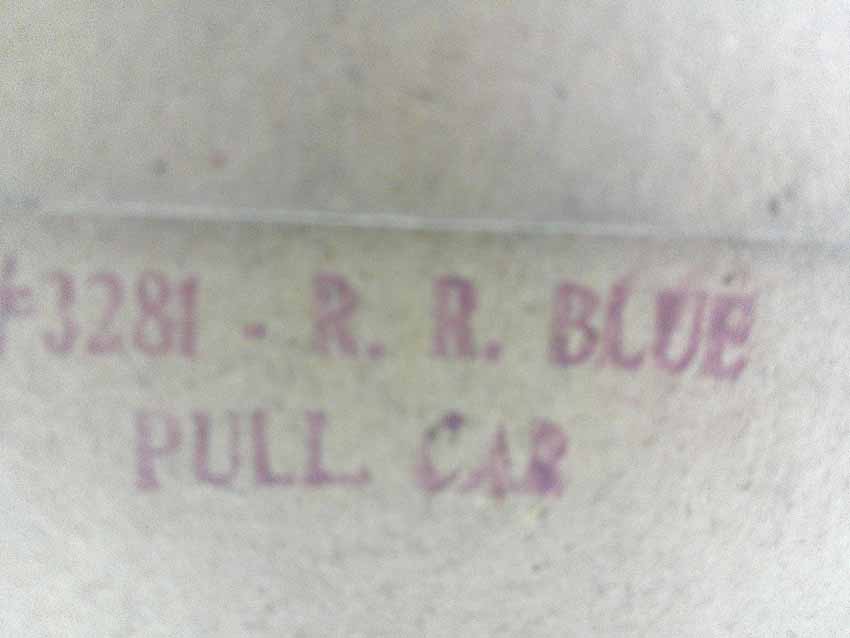 #3281 - R. R. BLUE
PULL. CAR